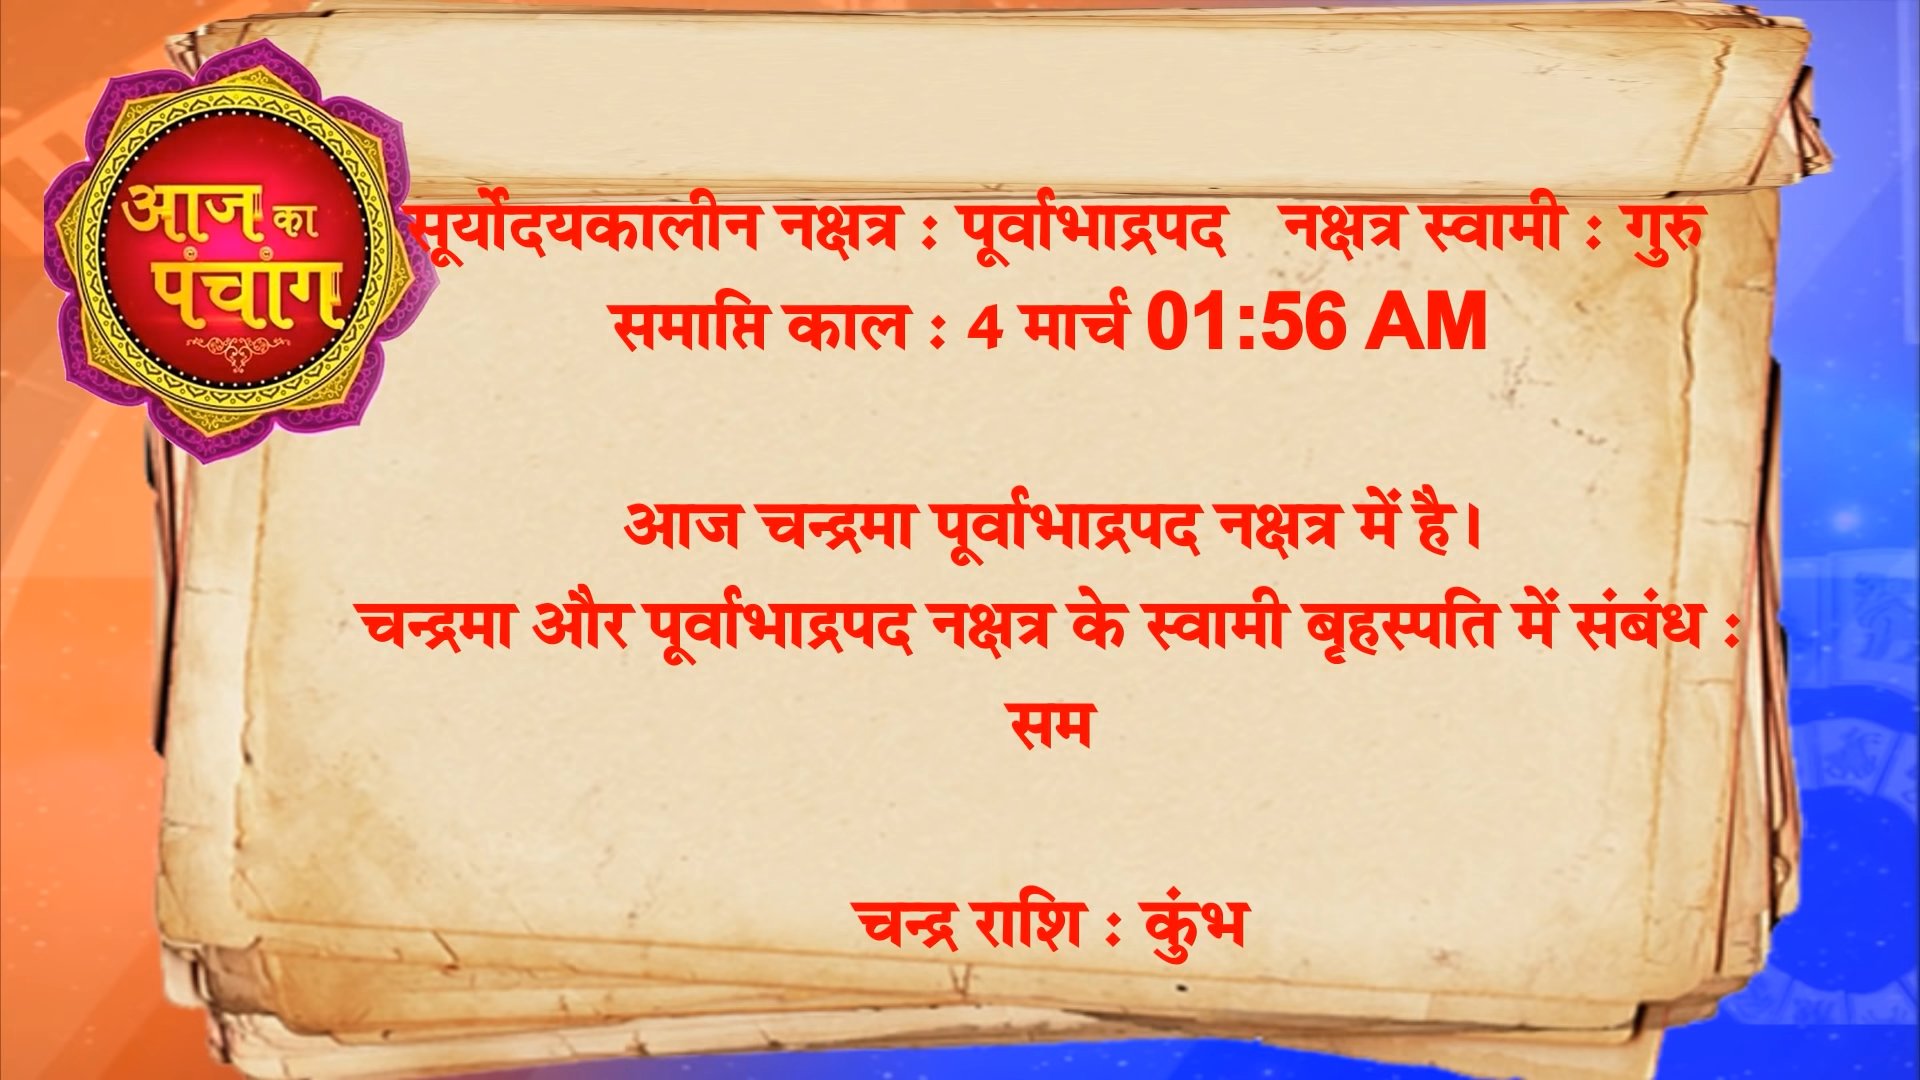 आज का
पंचांग
सूर्योदयकालीन नक्षत्र : पूर्वाभाद्रपद नक्षत्र स्वामी : गुरु
समाप्ति काल : 4 मार्च 01:56 AM
आज चन्द्रमा पूर्वाभाद्रपद नक्षत्र में है।
चन्द्रमा और पूर्वाभाद्रपद नक्षत्र के स्वामी बृहस्पति में संबंध :
सम
चन्द्र राशि : कुंभ